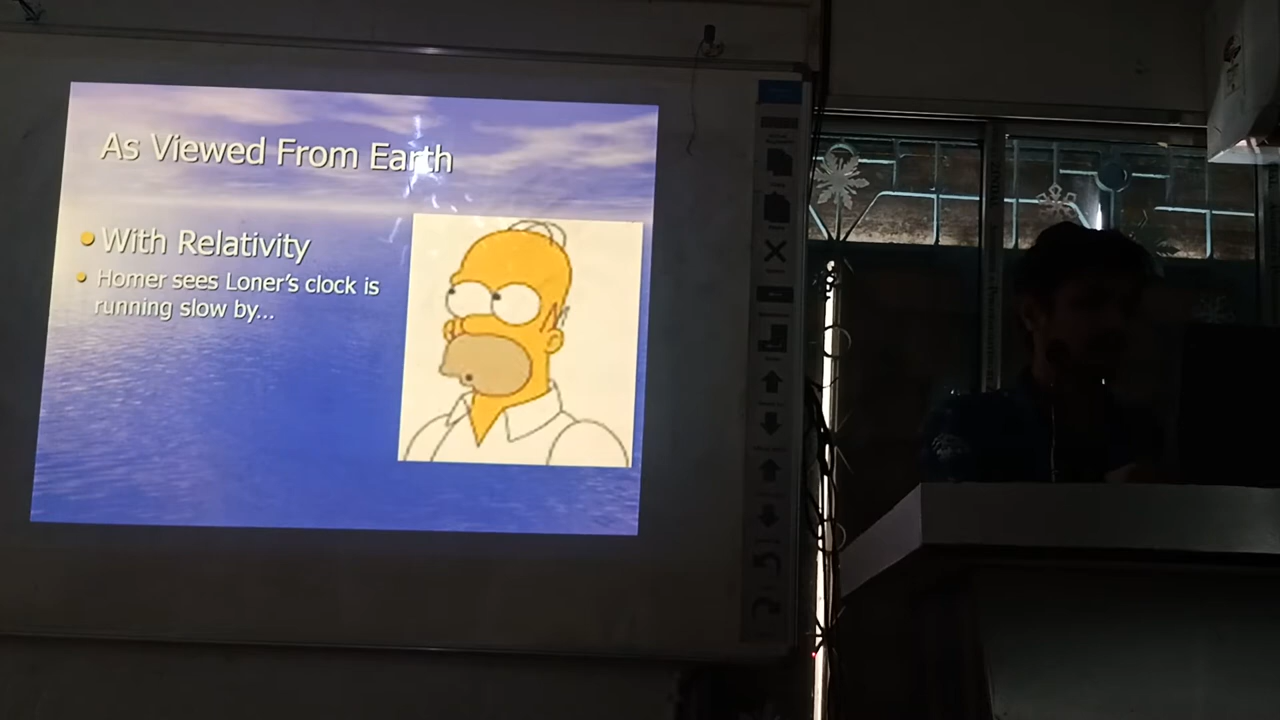 As Viewed From Earth
With Relativity
Homer sees Loner's clock is
running slow by...